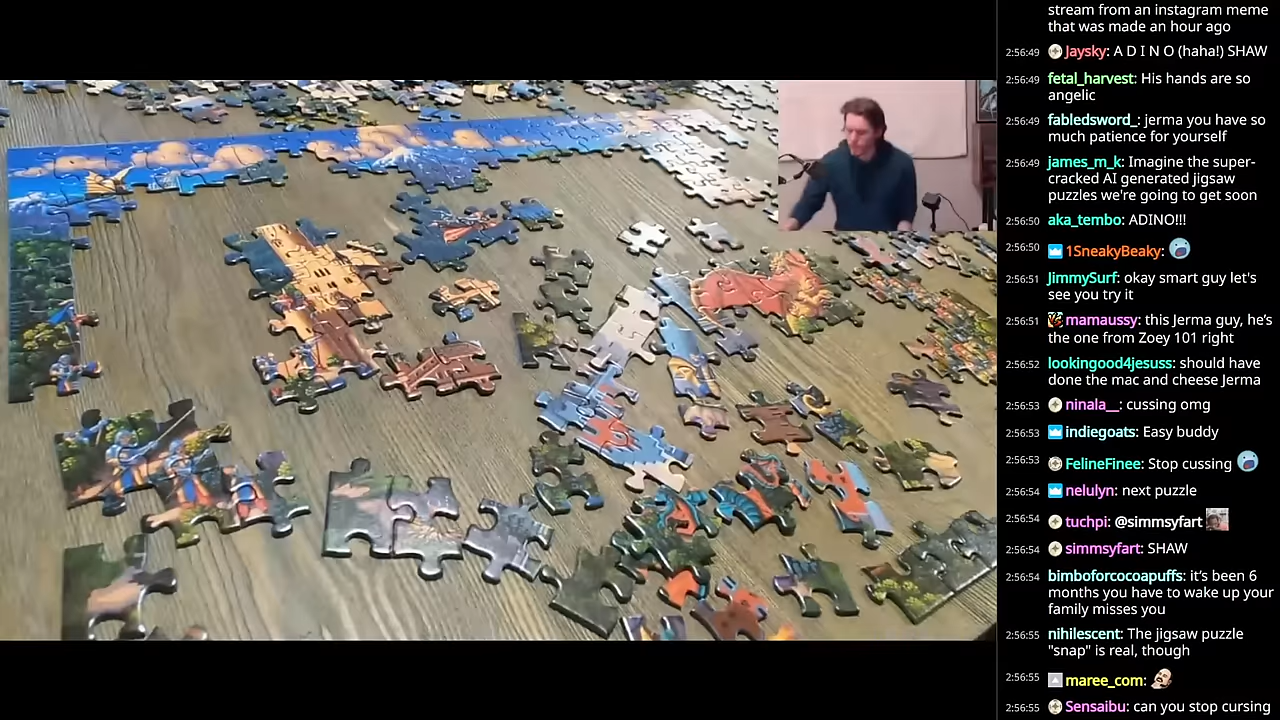 stream from an instagram meme
that was made an hour ago
2:56:49 Jaysky: A D I N O (haha!) SHAW
2:56:49 fetal_harvest: His hands are so
angelic
2:56:49 fabledsword_: jerma you have so
much patience for yourself
2:56:49 james_m_k: Imagine the super-
cracked AI generated jigsaw
puzzles we're going to get soon
2:56:50 aka_tembo: ADINO!!!
2:56:50 1SneakyBeaky:
2:56:51 JimmySurf: okay smart guy let's
see you try it
2:56:51 mamaussy: this Jerma guy, he's
the one from Zoey 101 right
2:56:52 lookingood4jesuss: should have
done the mac and cheese Jerma
2:56:53 ninala__: cussing omg
2:56:53 indiegoats: Easy buddy
2:56:53 FelineFinee: Stop cussing
2:56:54 nelulyn: next puzzle
2:56:54 tuchpi: @simmsyfart
2:56:54 simmsyfart: SHAW
2:56:54 bimboforcocoapuffs: it's been 6
months you have to wake up your
family misses you
2:56:55 nihilescent: The jigsaw puzzle
"snap" is real, though
2:56:55 maree_com:
2:56:55 Sensaibu: can you stop cursing